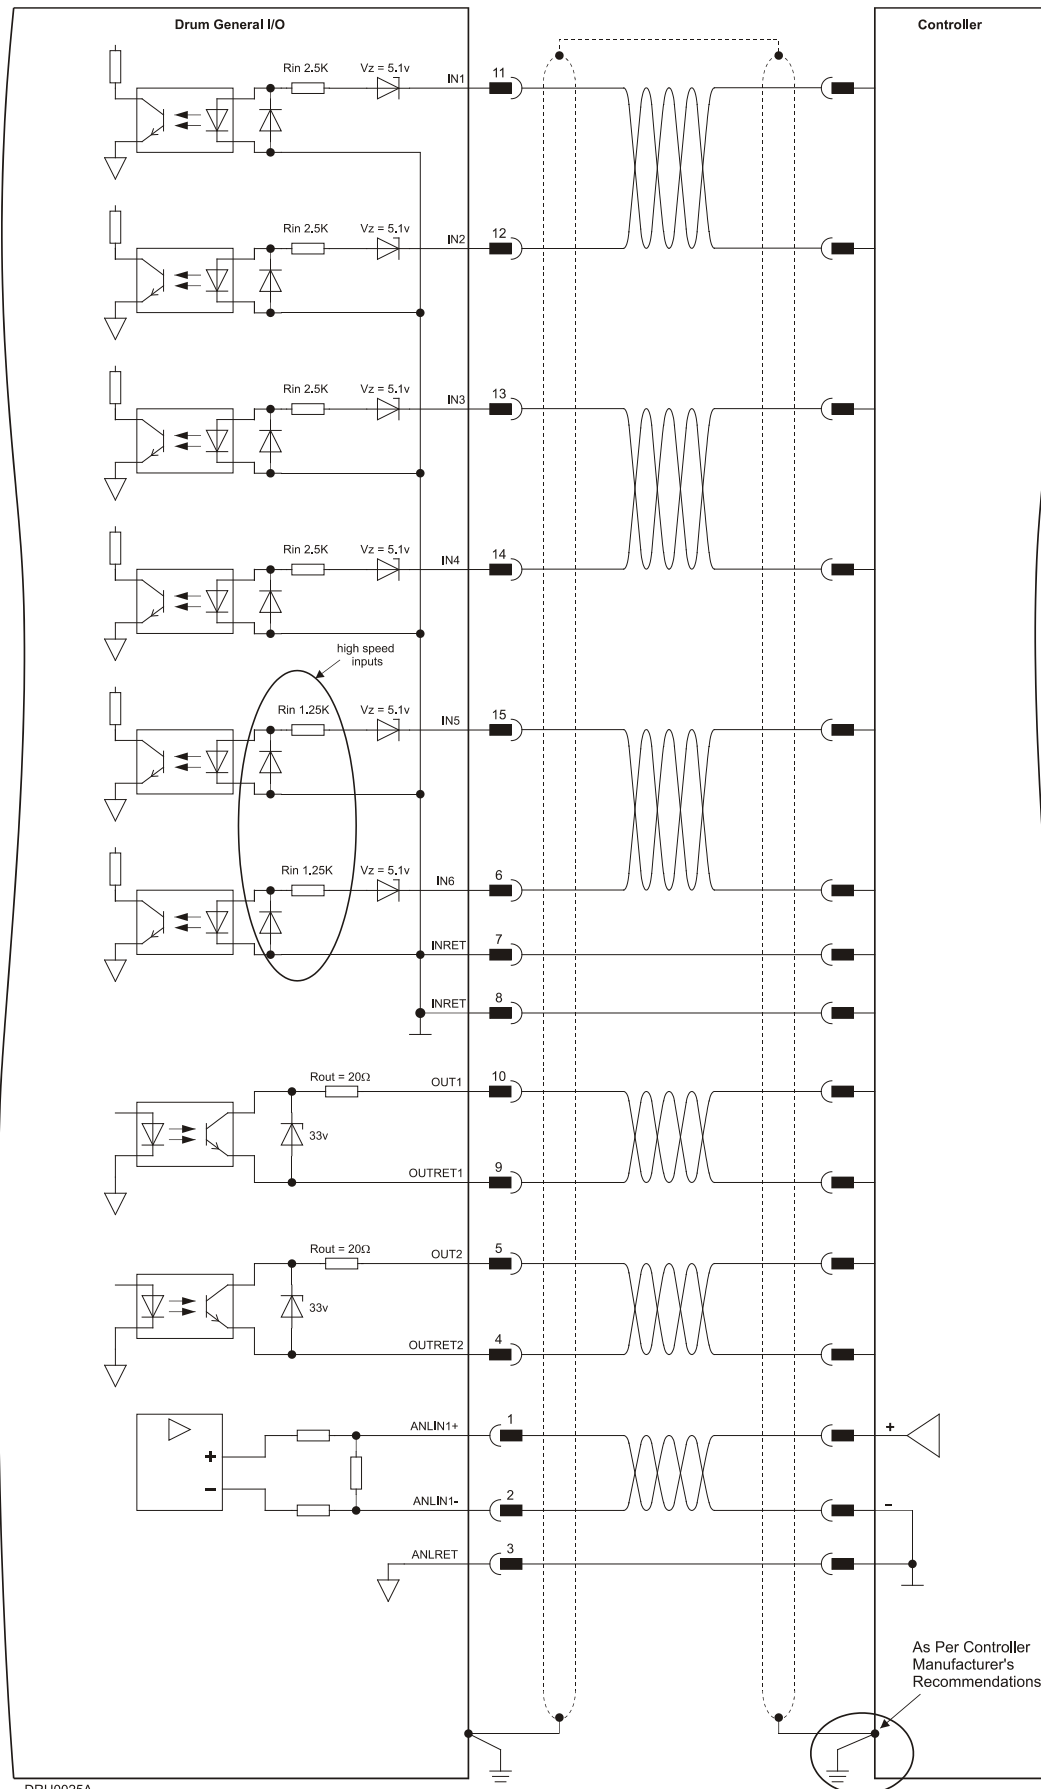 Drum General I/O
Controller
Rin 2.5K
Vz = 5.1v
IN1
11
Rin 2.5K
Vz = 5.1v
IN2
12
Rin 2.5K
Vz = 5.1v
IN3
13
Rin 2.5K
Vz = 5.1v
IN4
14
high speed
inputs
Rin 1.25K
Vz = 5.1v
IN5
15
Rin 1.25K
Vz = 5.1v
IN6
6
INRET
7
INRET
8
Rout = 20Ω
OUT1
10
33v
OUTRET1
9
Rout = 20Ω
OUT2
5
33v
OUTRET2
4
ANLIN1+
1
+
+
−
ANLIN1-
2
−
ANLRET
3
As Per Controller
Manufacturer's
Recommendations